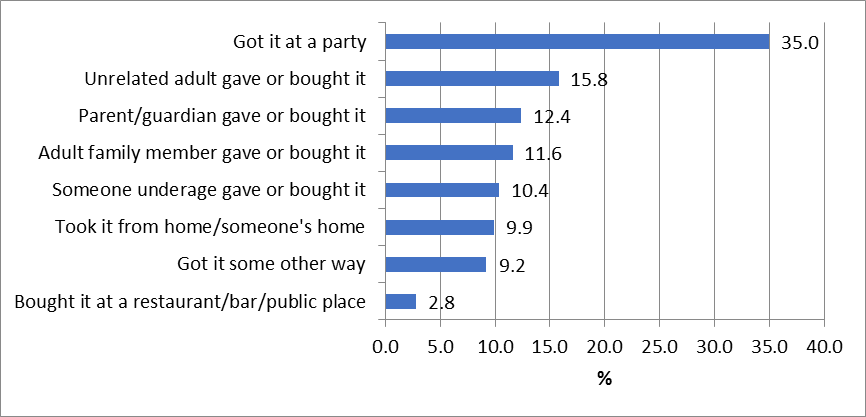 Got it at a party 35.0
Unrelated adult gave or bought it 15.8
Parent/guardian gave or bought it 12.4
Adult family member gave or bought it 11.6
Someone underage gave or bought it 10.4
Took it from home/someone's home 9.9
Got it some other way 9.2
Bought it at a restaurant/bar/public place 2.8
0.0 5.0 10.0 15.0 20.0 25.0 30.0 35.0 40.0
%